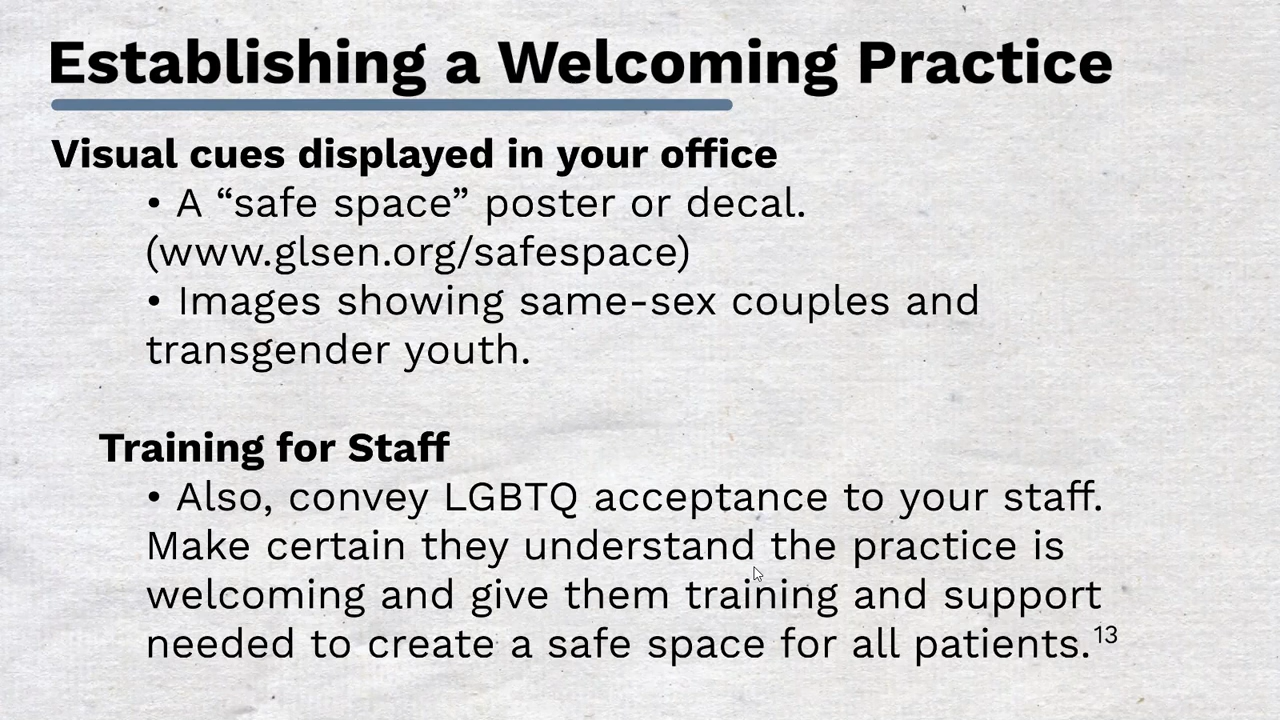 Establishing a Welcoming Practice
Visual cues displayed in your office
• A “safe space” poster or decal.
(www.glsen.org/safespace)
• Images showing same-sex couples and
transgender youth.
Training for Staff
• Also, convey LGBTQ acceptance to your staff.
Make certain they understand the practice is
welcoming and give them training and support
needed to create a safe space for all patients.¹³